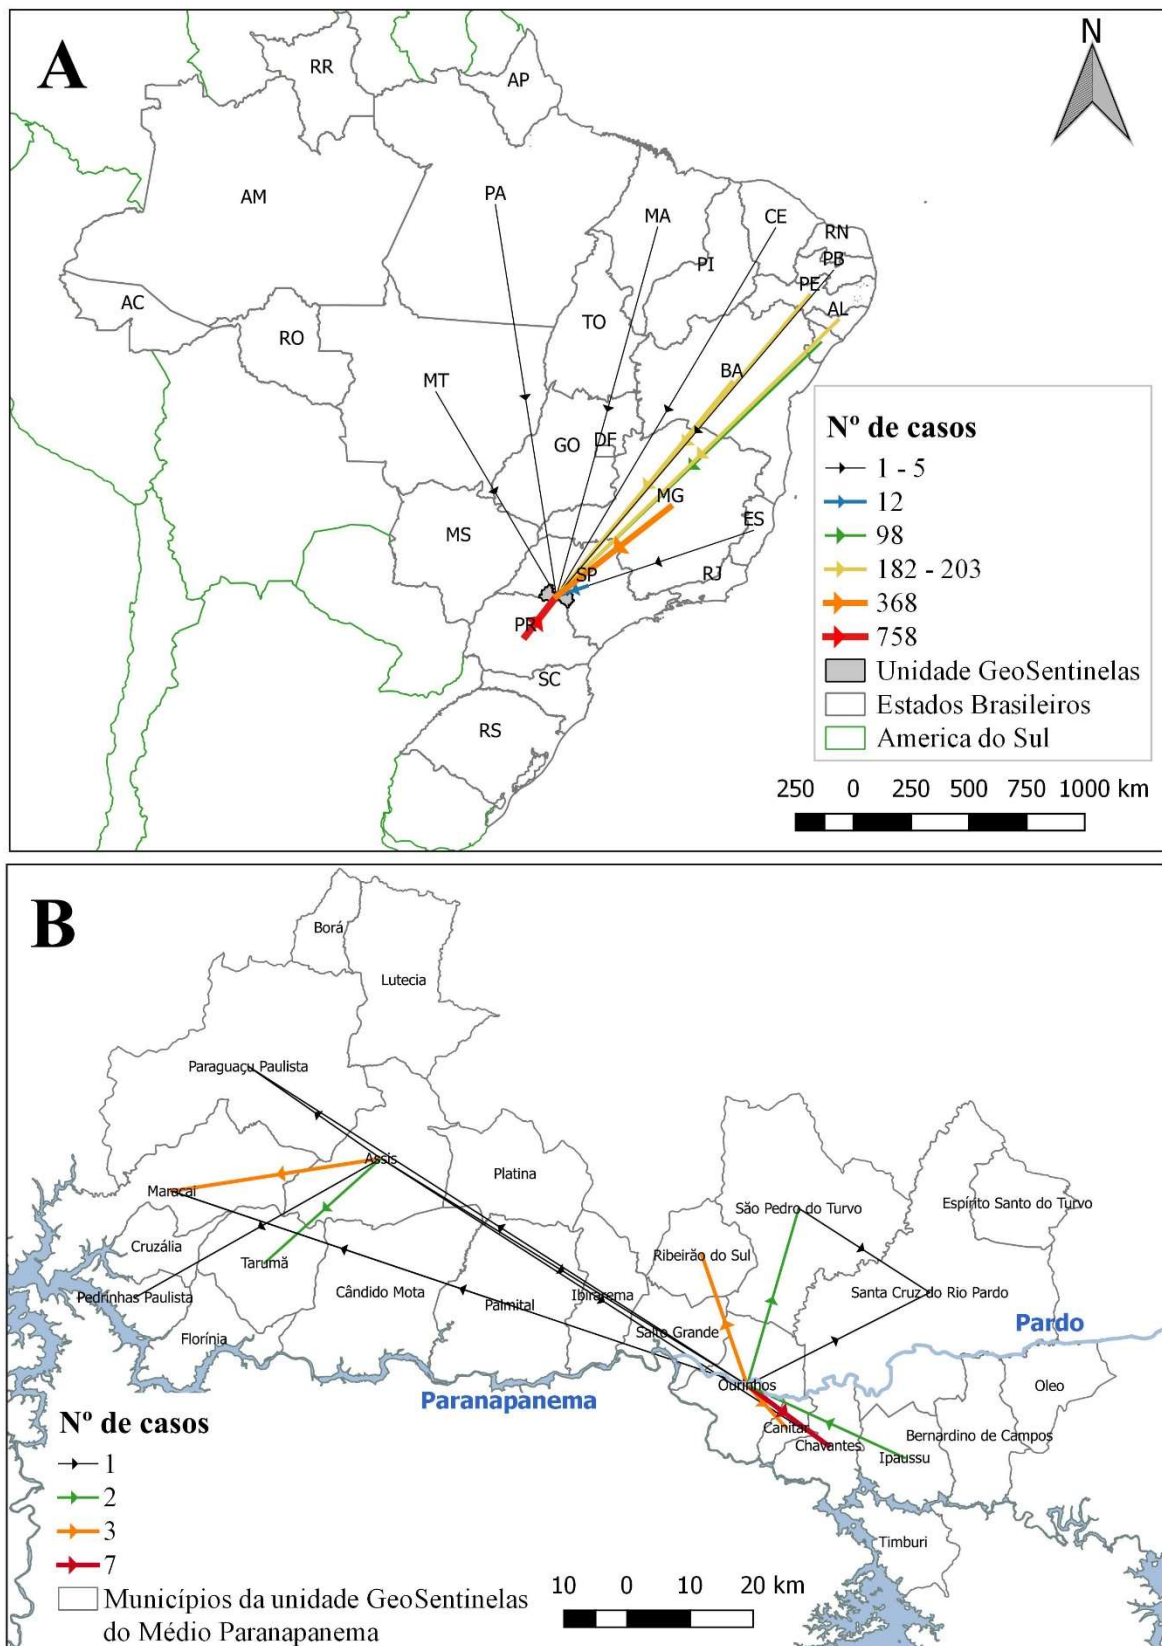 A
N
RR
AP
AM
PA
MA
CE
RN
PB
PI
PE
AL
AC
RO
TO
BA
MT
GO
DF
MG
ES
MS
SP
RJ
PR
SC
RS
Nº de casos
1 - 5
12
98
182 - 203
368
758
Unidade GeoSentinelas
Estados Brasileiros
America do Sul
250 0 250 500 750 1000 km
B
Borá
Lutecia
Paraguaçu Paulista
Assis
Platina
Maracaí
São Pedro do Turvo
Espírito Santo do Turvo
Cruzália
Tarumã
Ribeirão do Sul
Pedrinhas Paulista
Cândido Mota
Palmital
Ibirarema
Santa Cruz do Rio Pardo
Florínia
Salto Grande
Pardo
Paranapanema
Ourinhos
Oleo
Canitar
Chavantes
Bernardino de Campos
Ipaussu
Timburi
Nº de casos
1
2
3
7
Municípios da unidade GeoSentinelas
do Médio Paranapanema
10 0 10 20 km